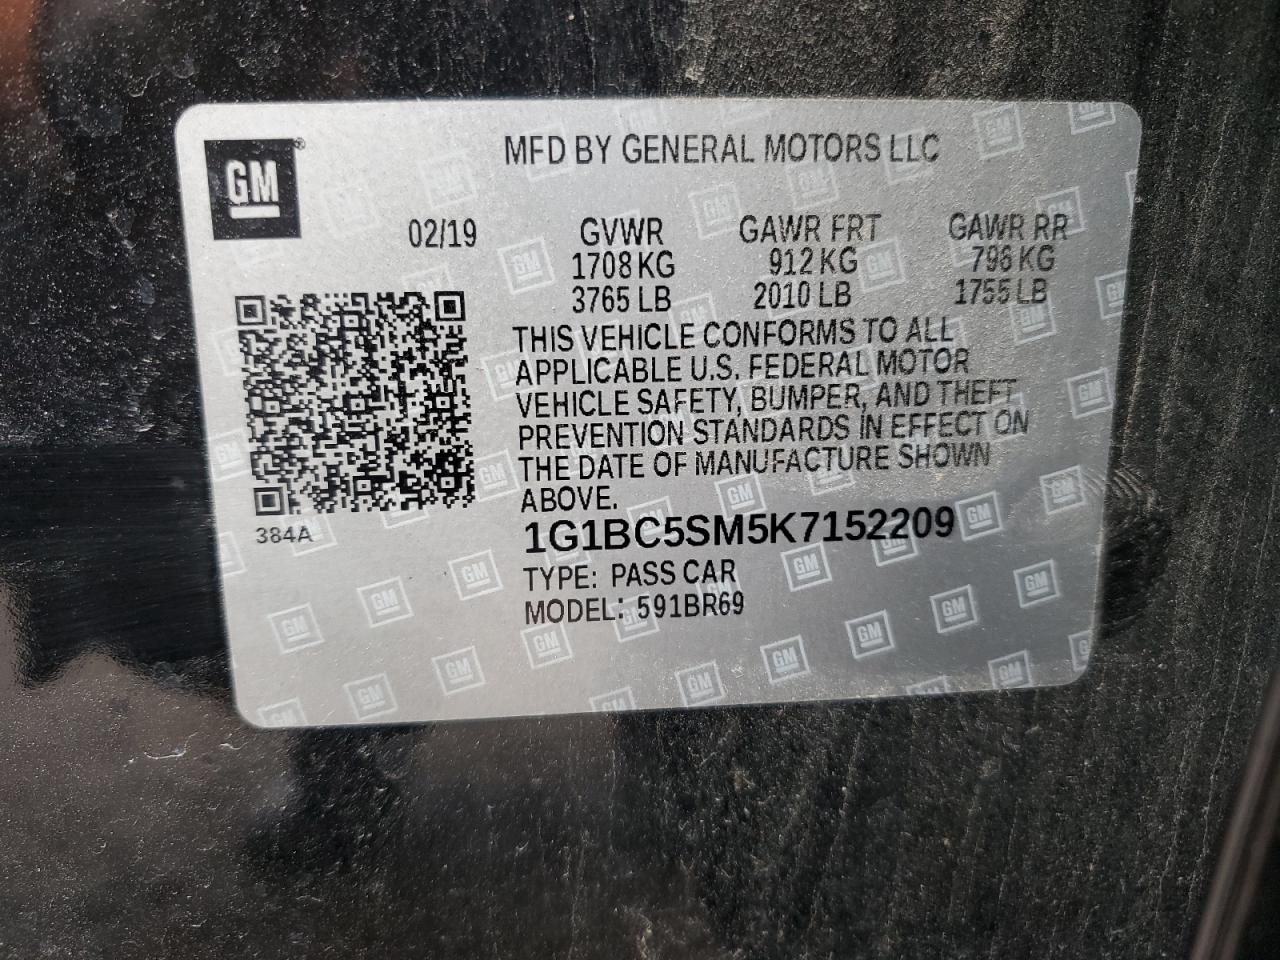 MFD BY GENERAL MOTORS LLC
GM
02/19
GVWR GAWR FRT GAWR RR
1708 KG 912 KG 796 KG
3765 LB 2010 LB 1755 LB
THIS VEHICLE CONFORMS TO ALL
APPLICABLE U.S. FEDERAL MOTOR
VEHICLE SAFETY, BUMPER, AND THEFT
PREVENTION STANDARDS IN EFFECT ON
THE DATE OF MANUFACTURE SHOWN
ABOVE.
384A
1G1BC5SM5K7152209
TYPE: PASS CAR
MODEL: 591BR69